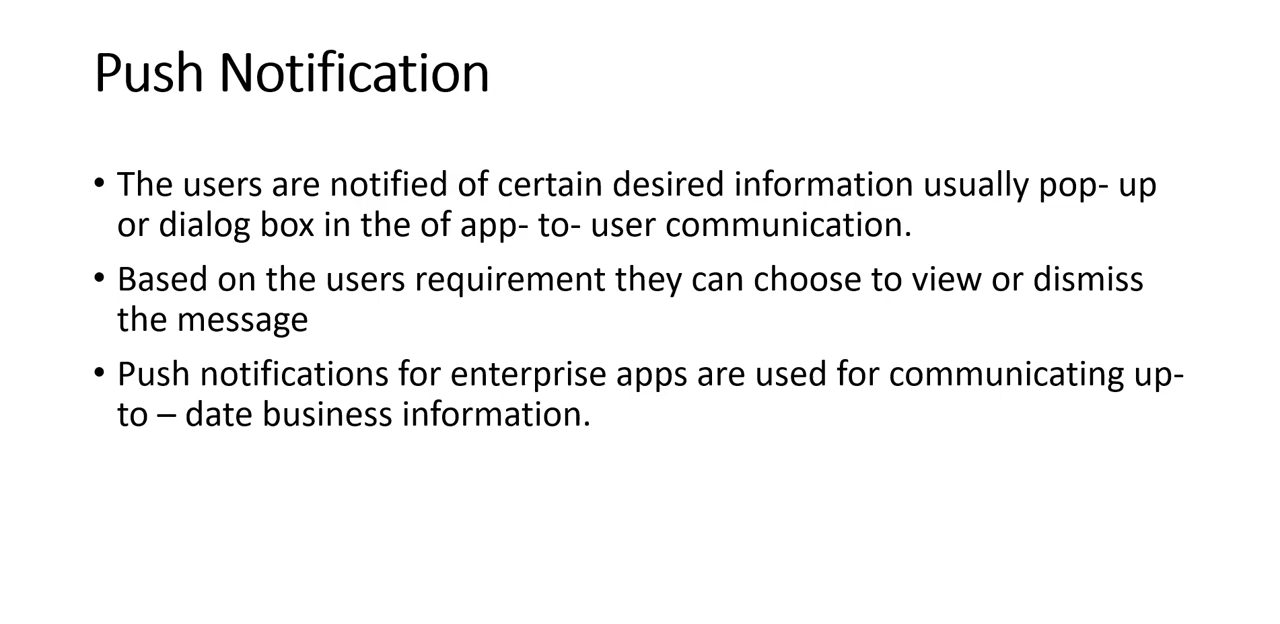 Push Notification
• The users are notified of certain desired information usually pop- up
or dialog box in the of app- to- user communication.
• Based on the users requirement they can choose to view or dismiss
the message
• Push notifications for enterprise apps are used for communicating up-
to – date business information.